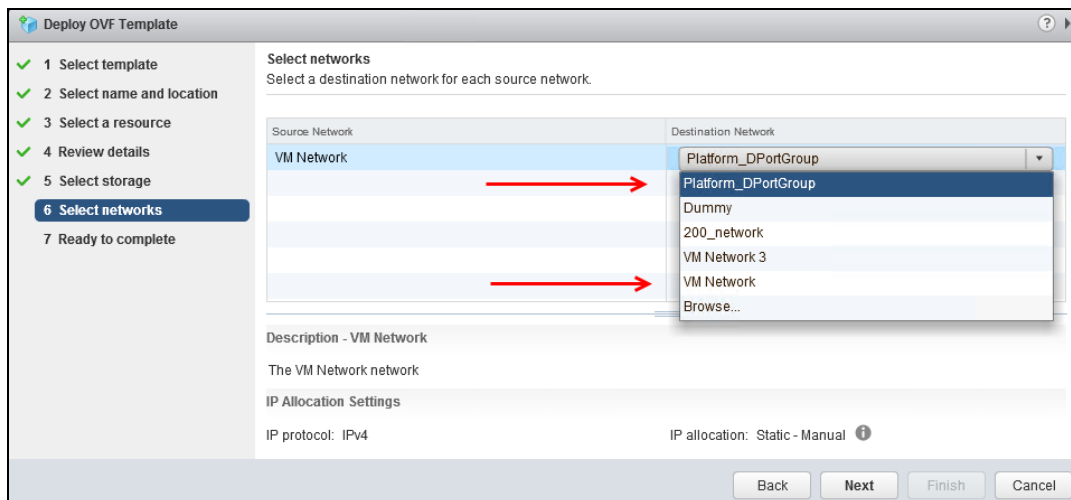 Deploy OVF Template
?
1 Select template
2 Select name and location
3 Select a resource
4 Review details
5 Select storage
6 Select networks
7 Ready to complete
Select networks
Select a destination network for each source network.
Source Network Destination Network
VM Network Platform_DPortGroup
Platform_DPortGroup
Dummy
200_network
VM Network 3
VM Network
Browse...
Description - VM Network
The VM Network network
IP Allocation Settings
IP protocol: IPv4 IP allocation: Static - Manual i
Back Next Finish Cancel